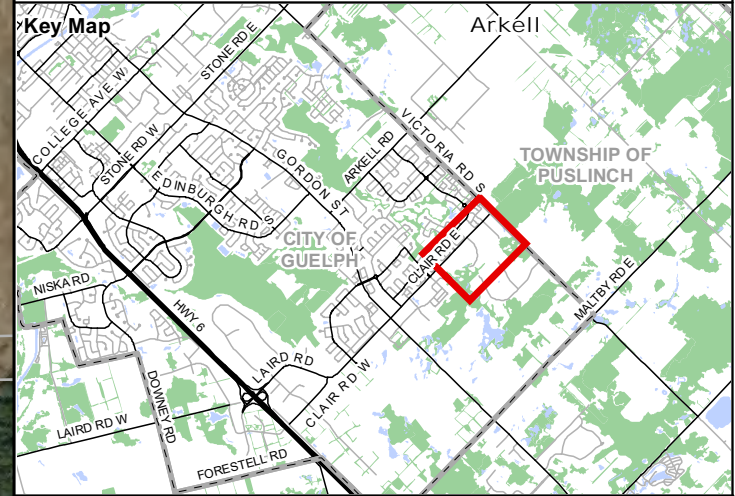 Key Map
Arkell
STONE RD E
COLLEGE AVE W
STONE RD W
VICTORIA RD S
ARKELL RD
GORDON ST
TOWNSHIP OF
PUSLINCH
EDINBURGH RD S
CITY OF
GUELPH
CLAIR RD E
NISKA RD
HWY 6
MALTBY RD E
LAIRD RD
CLAIR RD W
DOWNEY RD
LAIRD RD W
FORESTELL RD